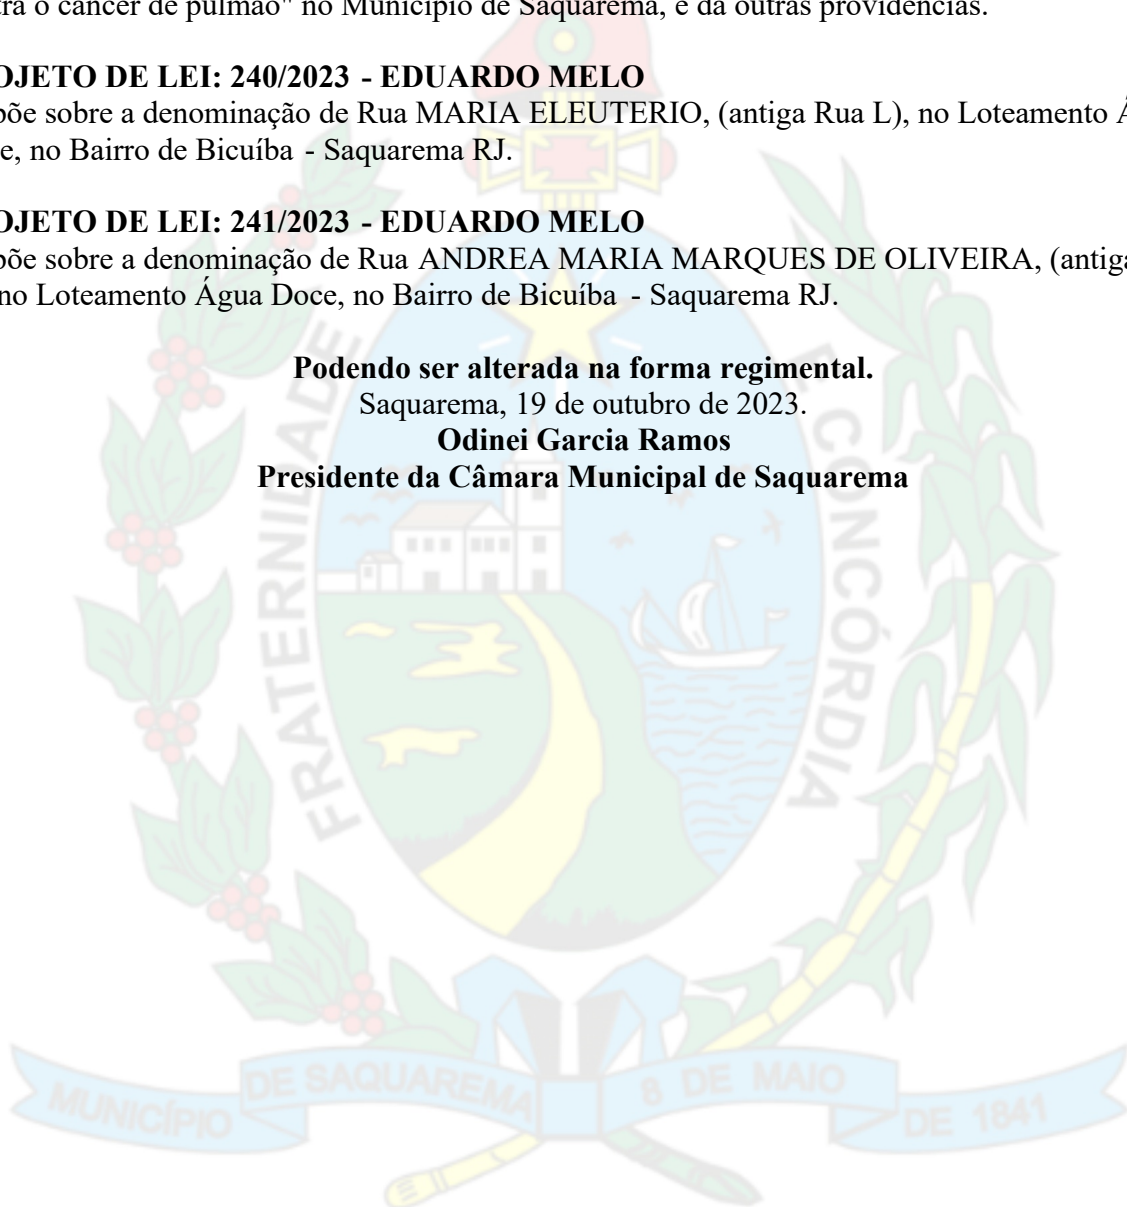 tra o câncer de pulmão" no Município de Saquarema, e dá outras providências.
OJETO DE LEI: 240/2023 - EDUARDO MELO
põe sobre a denominação de Rua MARIA ELEUTERIO, (antiga Rua L), no Loteamento Á
e, no Bairro de Bicuíba - Saquarema RJ.
OJETO DE LEI: 241/2023 - EDUARDO MELO
põe sobre a denominação de Rua ANDREA MARIA MARQUES DE OLIVEIRA, (antiga
no Loteamento Água Doce, no Bairro de Bicuíba - Saquarema RJ.
Podendo ser alterada na forma regimental.
Saquarema, 19 de outubro de 2023.
Odinei Garcia Ramos
Presidente da Câmara Municipal de Saquarema
FRATERNIDADE
E CONCÓRDIA
MUNICÍPIO
DE SAQUAREMA
8 DE MAIO
DE 1841